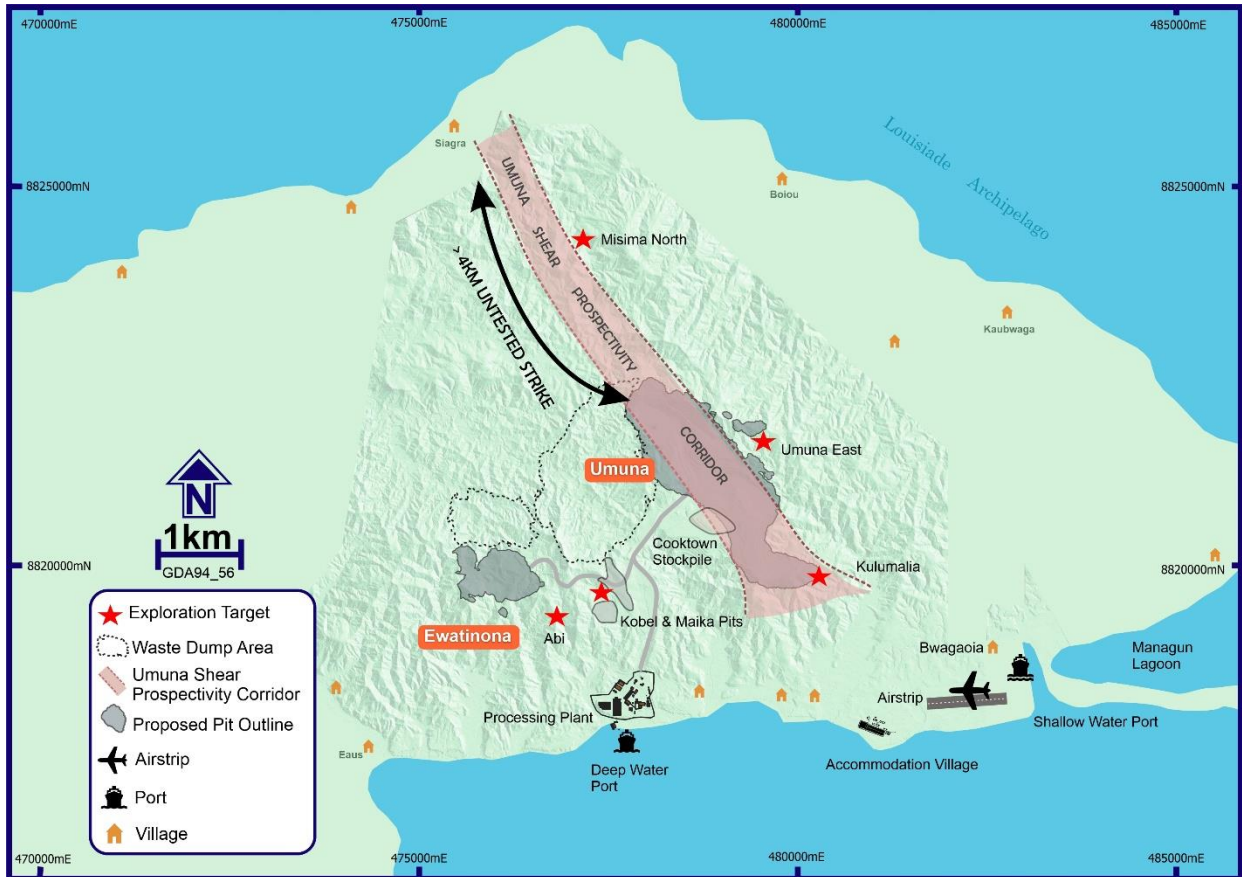 470000mE
475000mE
480000mE
485000mE
Louisiade Archipelago
Siagra
Boiou
8825000mN
8825000mN
UMUNA SHEAR PROSPECTIVITY CORRIDOR
Misima North
> 4KM UNTESTED STRIKE
Kaubwaga
Umuna East
Umuna
N
1km
GDA94_56
Cooktown
Stockpile
8820000mN
8820000mN
Kulumalia
Kobel & Maika Pits
Abi
Ewatinona
Exploration Target
Waste Dump Area
Umuna Shear
Prospectivity Corridor
Proposed Pit Outline
Airstrip
Port
Village
Bwagaoia
Managun
Lagoon
Airstrip
Shallow Water Port
Processing Plant
Eaus
Deep Water
Port
Accommodation Village
470000mE
475000mE
480000mE
485000mE